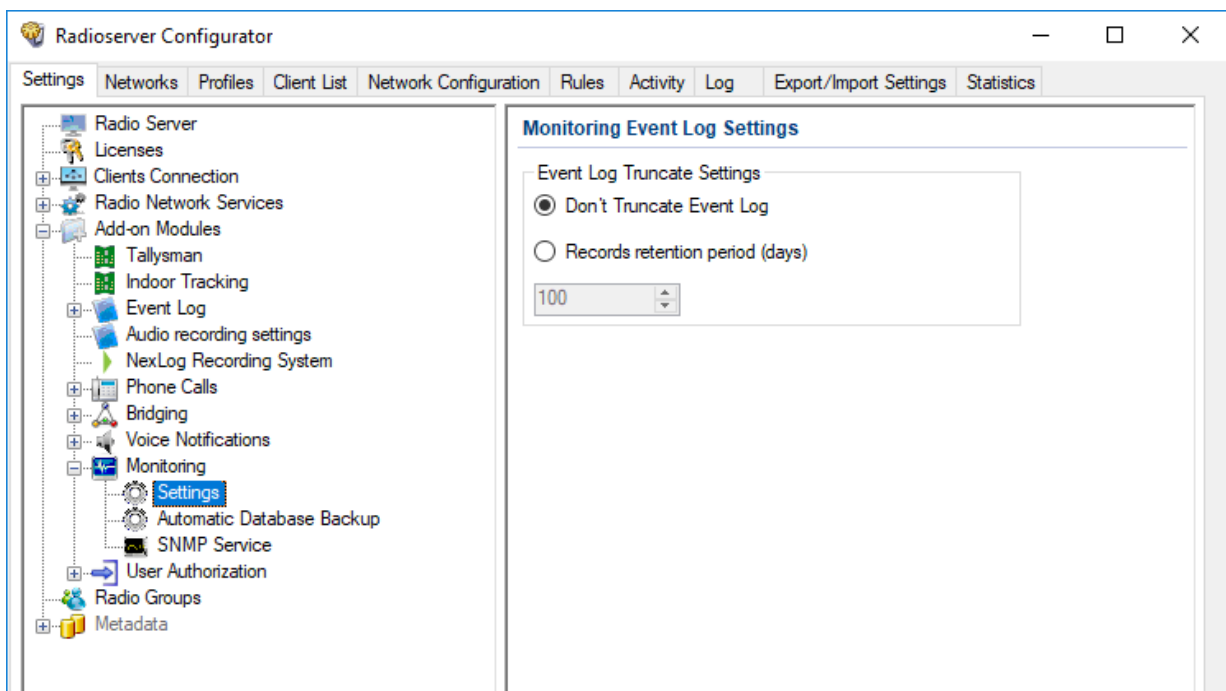 Radioserver Configurator
Settings Networks Profiles Client List Network Configuration Rules Activity Log Export/Import Settings Statistics
Radio Server
Licenses
Clients Connection
Radio Network Services
Add-on Modules
Tallysman
Indoor Tracking
Event Log
Audio recording settings
NexLog Recording System
Phone Calls
Bridging
Voice Notifications
Monitoring
Settings
Automatic Database Backup
SNMP Service
User Authorization
Radio Groups
Metadata
Monitoring Event Log Settings
Event Log Truncate Settings
Don't Truncate Event Log
Records retention period (days)
100